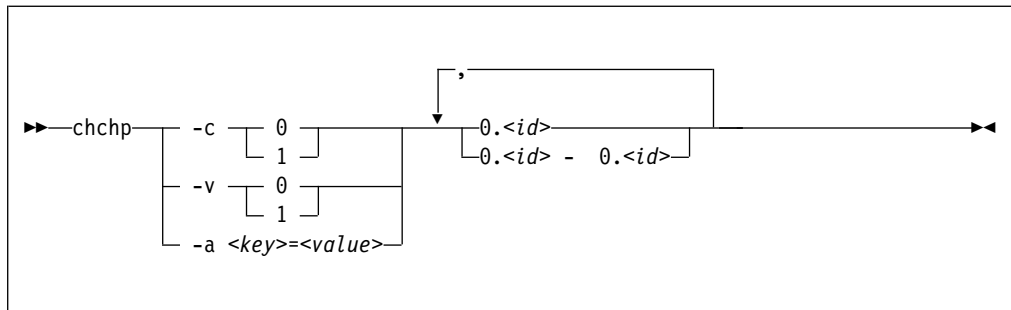 ,
chchp -c 0 0.<id>
1 0.<id> - 0.<id>
-v 0
1
-a <key>=<value>